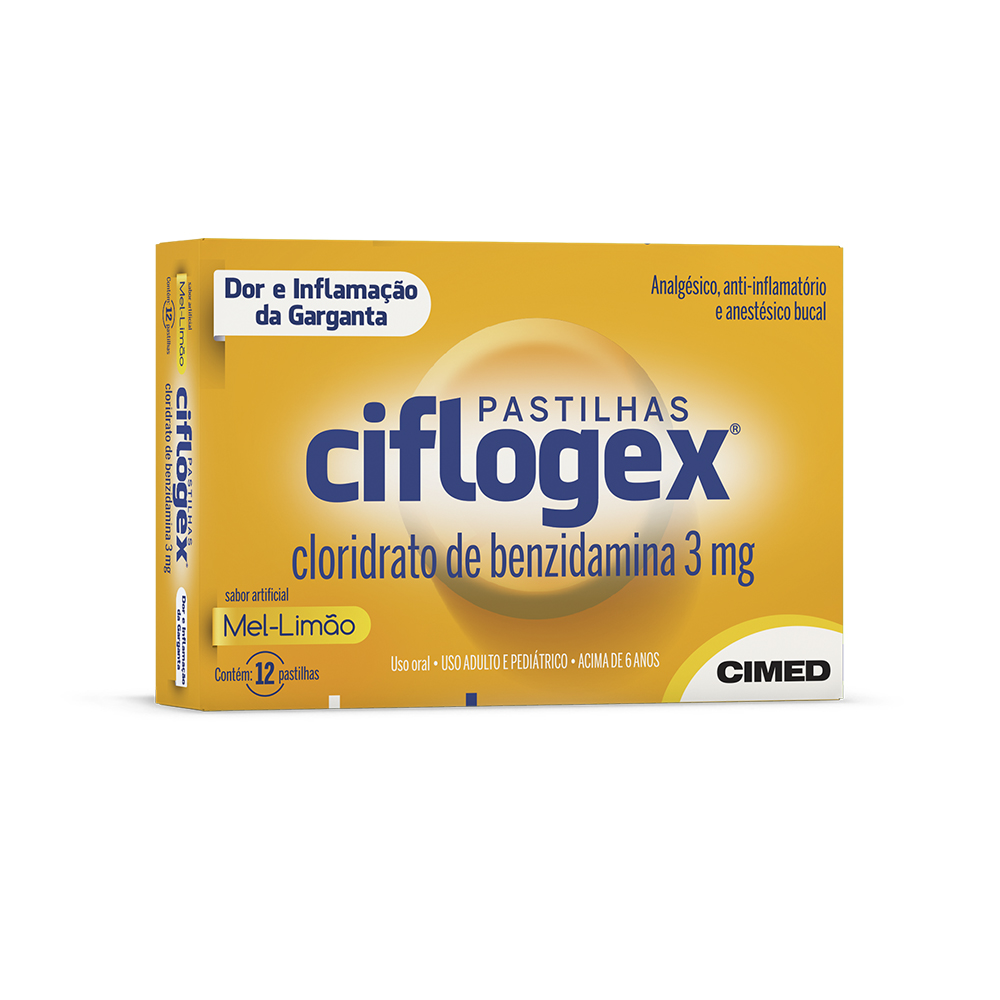 Dor e Inflamação
da Garganta
Analgésico, anti-inflamatório
e anestésico bucal
PASTILHAS
ciflogex®
cloridrato de benzidamina 3 mg
sabor artificial
Mel-Limão
Contém: 12 pastilhas
Uso oral • USO ADULTO E PEDIÁTRICO • ACIMA DE 6 ANOS
CIMED
sabor artificial
Mel-Limão
Contém: 12 pastilhas
PASTILHAS
ciflogex
cloridrato de benzidamina 3 mg
Dor e Inflamação
da Garganta